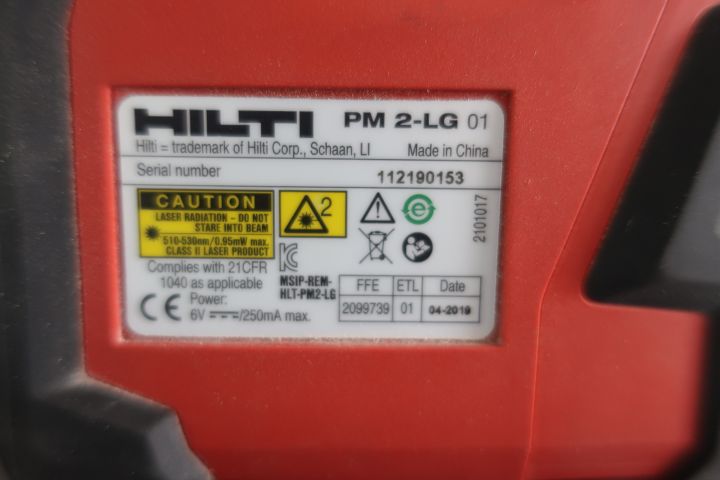 HILTI PM 2-LG 01
Hilti = trademark of Hilti Corp., Schaan, LI Made in China
Serial number 112190153
CAUTION
LASER RADIATION - DO NOT
STARE INTO BEAM
510-530nm/0.95mW max.
CLASS II LASER PRODUCT
2
e
2101017
Complies with 21CFR
1040 as applicable
MSIP-REM-
HLT-PM2-LG
CE Power:
6V ⎓/250mA max.
FFE ETL Date
2099739 01 04-2019